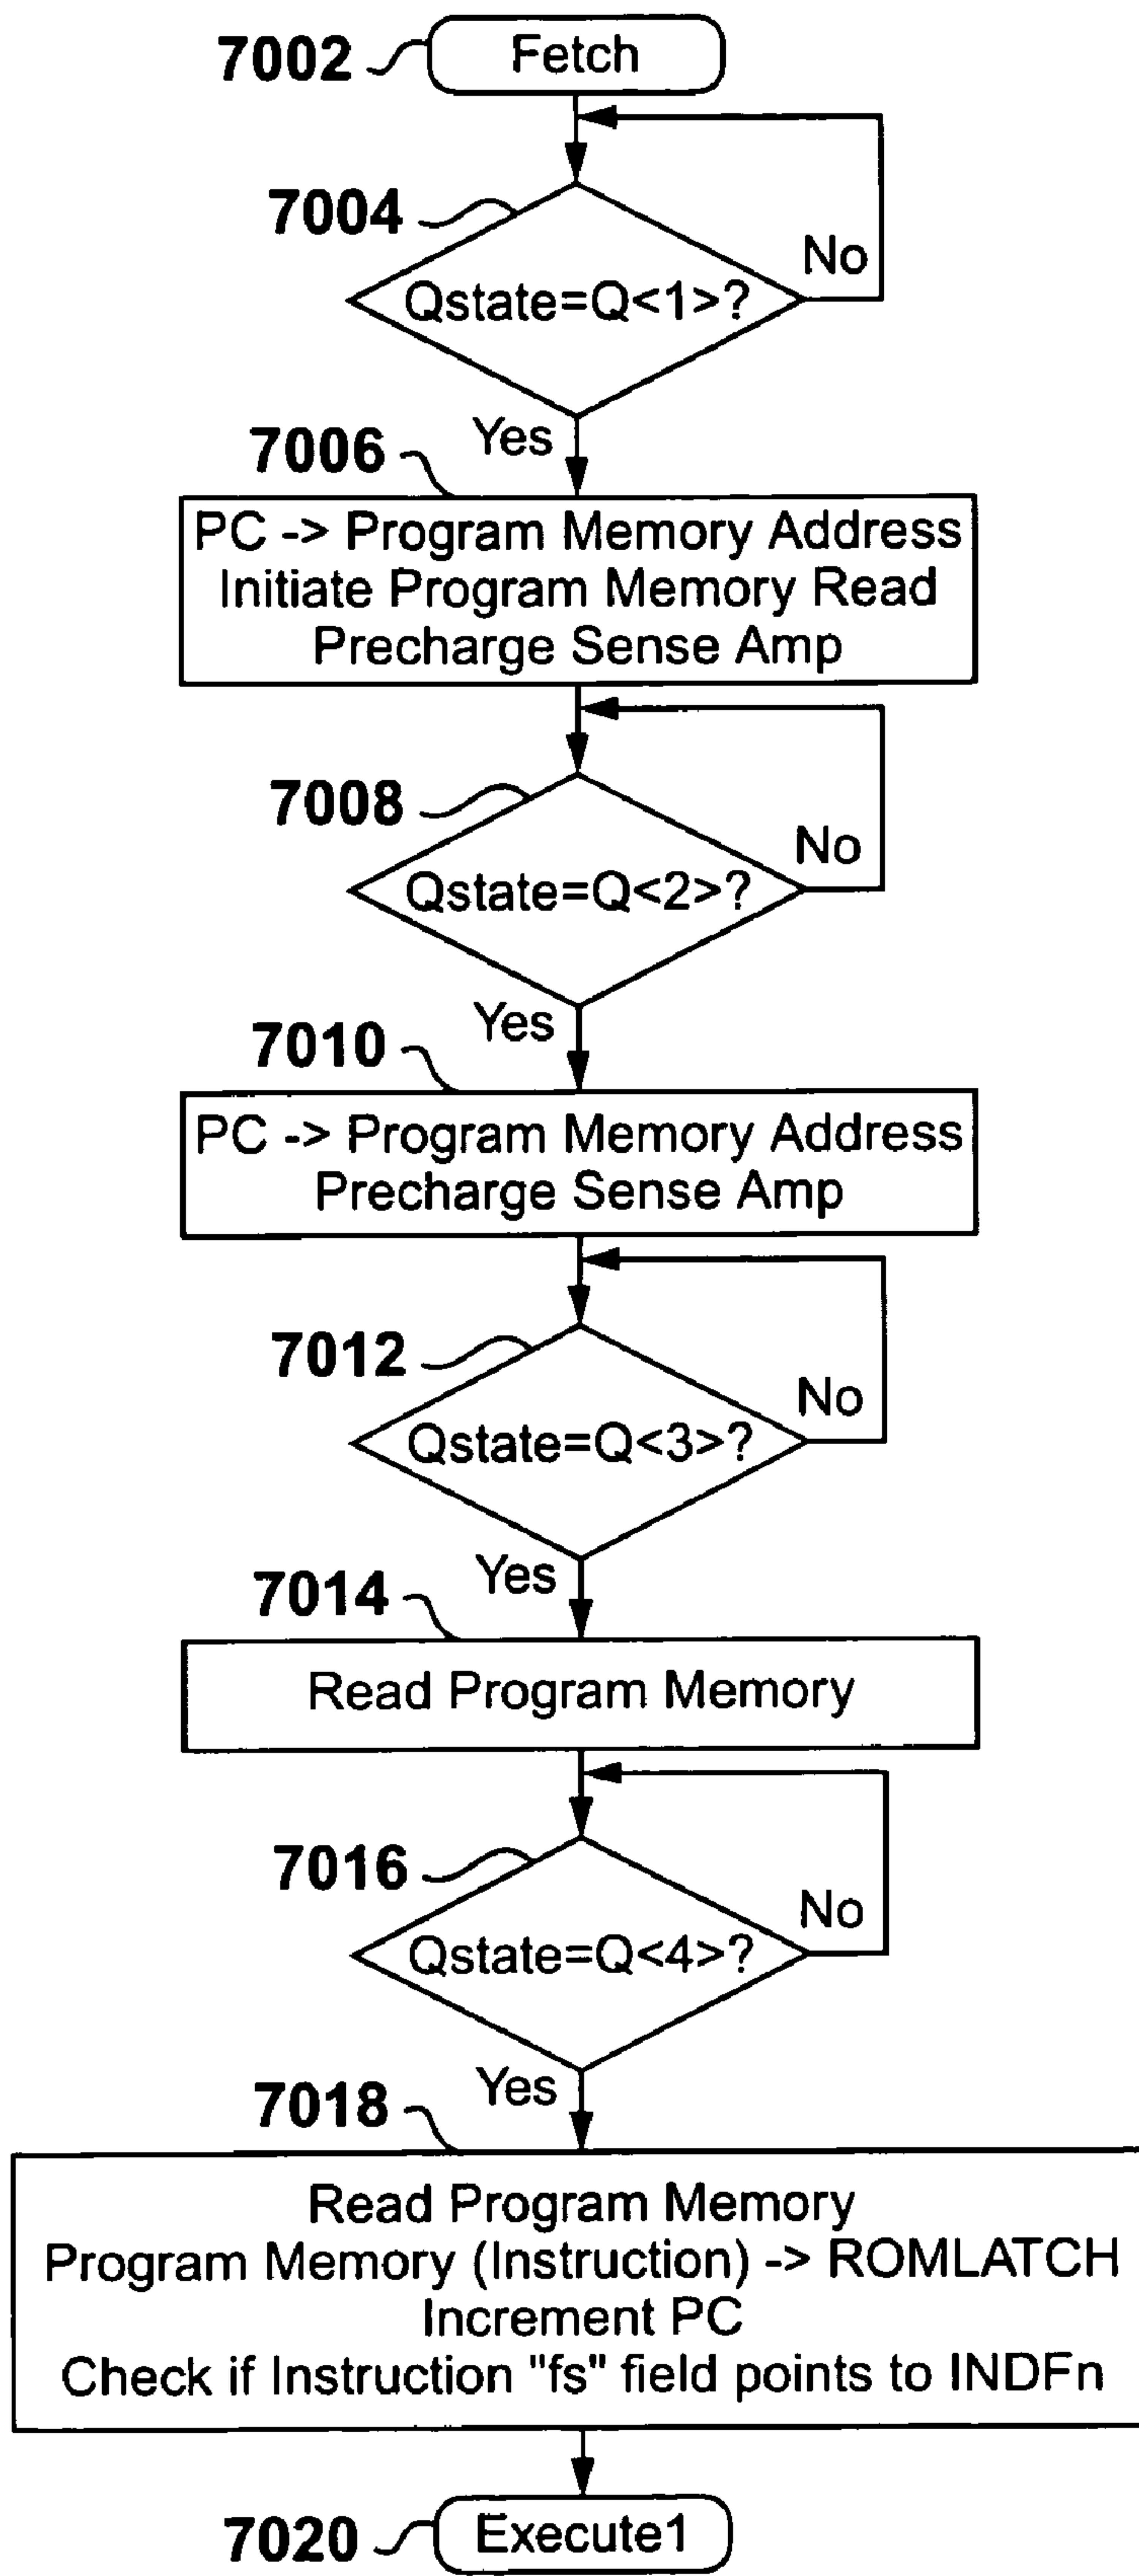 7002
Fetch
7004
No
Qstate=Q<1>?
Yes
7006
PC -> Program Memory Address
Initiate Program Memory Read
Precharge Sense Amp
7008
No
Qstate=Q<2>?
Yes
7010
PC -> Program Memory Address
Precharge Sense Amp
7012
No
Qstate=Q<3>?
Yes
7014
Read Program Memory
7016
No
Qstate=Q<4>?
Yes
7018
Read Program Memory
Program Memory (Instruction) -> ROMLATCH
Increment PC
Check if Instruction "fs" field points to INDFn
7020
Execute1